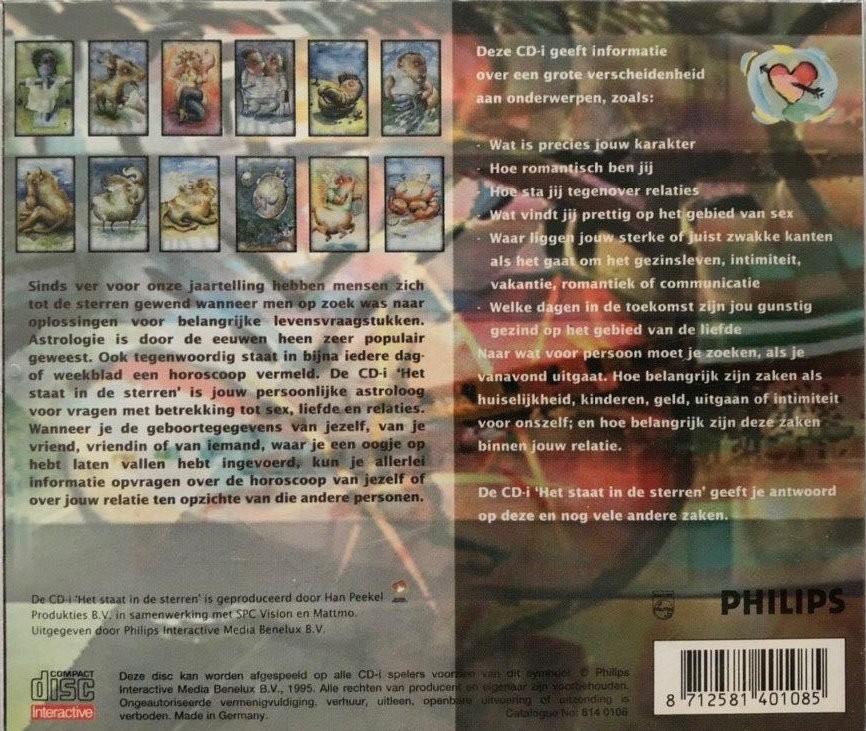 Sinds ver voor onze jaartelling hebben mensen zich
tot de sterren gewend wanneer men op zoek was naar
oplossingen voor belangrijke levensvraagstukken.
Astrologie is door de eeuwen heen zeer populair
geweest. Ook tegenwoordig staat in bijna iedere dag-
of weekblad een horoscoop vermeld. De CD-i ‘Het
staat in de sterren’ is jouw persoonlijke astroloog
voor vragen met betrekking tot sex, liefde en relaties.
Wanneer je de geboortegegevens van jezelf, van je
vriend, vriendin of van iemand, waar je een oogje op
hebt laten vallen hebt ingevoerd, kun je allerlei
informatie opvragen over de horoscoop van jezelf of
over jouw relatie ten opzichte van die andere personen.
Deze CD-i geeft informatie
over een grote verscheidenheid
aan onderwerpen, zoals:
· Wat is precies jouw karakter
· Hoe romantisch ben jij
· Hoe sta jij tegenover relaties
· Wat vindt jij prettig op het gebied van sex
· Waar liggen jouw sterke of juist zwakke kanten
als het gaat om het gezinsleven, intimiteit,
vakantie, romantiek of communicatie
· Welke dagen in de toekomst zijn jou gunstig
gezind op het gebied van de liefde
Naar wat voor persoon moet je zoeken, als je
vanavond uitgaat. Hoe belangrijk zijn zaken als
huiselijkheid, kinderen, geld, uitgaan of intimiteit
voor onszelf; en hoe belangrijk zijn deze zaken
binnen jouw relatie.
De CD-i ‘Het staat in de sterren’ geeft je antwoord
op deze en nog vele andere zaken.
De CD-i ‘Het staat in de sterren’ is geproduceerd door Han Peekel
Produkties B.V. in samenwerking met SPC Vision en Mattmo.
Uitgegeven door Philips Interactive Media Benelux B.V.
PHILIPS
COMPACT
disc
Interactive
Deze disc kan worden afgespeeld op alle CD-i spelers voorzien van dit symbool. © Philips
Interactive Media Benelux B.V., 1995. Alle rechten van producent en eigenaar zijn voorbehouden.
Ongeautoriseerde vermenigvuldiging, verhuur, uitleen, openbare uitvoering of uitzending is
verboden. Made in Germany.
Catalogue No: 814 0108
8 712581 401085